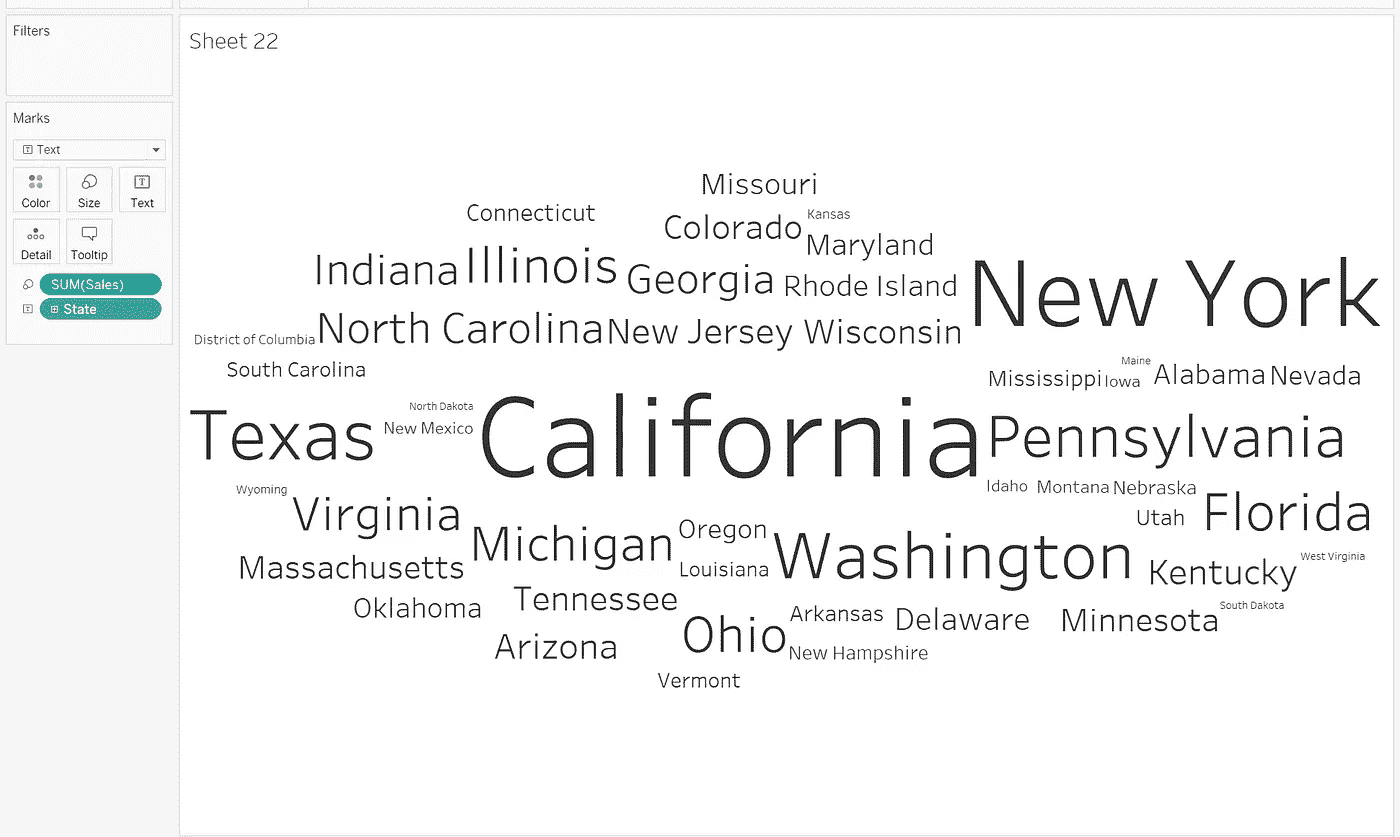 Filters
Marks
Text
Color Size Text
Detail Tooltip
SUM(Sales)
State
Sheet 22
Missouri
Connecticut
Kansas
Colorado
Maryland
Indiana
Illinois
Georgia
Rhode Island
New York
North Carolina
New Jersey
Wisconsin
District of Columbia
South Carolina
Maine
Mississippi
Iowa
Alabama
Nevada
North Dakota
Texas
New Mexico
California
Pennsylvania
Wyoming
Idaho
Montana
Nebraska
Virginia
Florida
Utah
Michigan
Oregon
Washington
West Virginia
Massachusetts
Louisiana
Kentucky
Oklahoma
Tennessee
South Dakota
Arkansas
Delaware
Minnesota
Ohio
Arizona
New Hampshire
Vermont